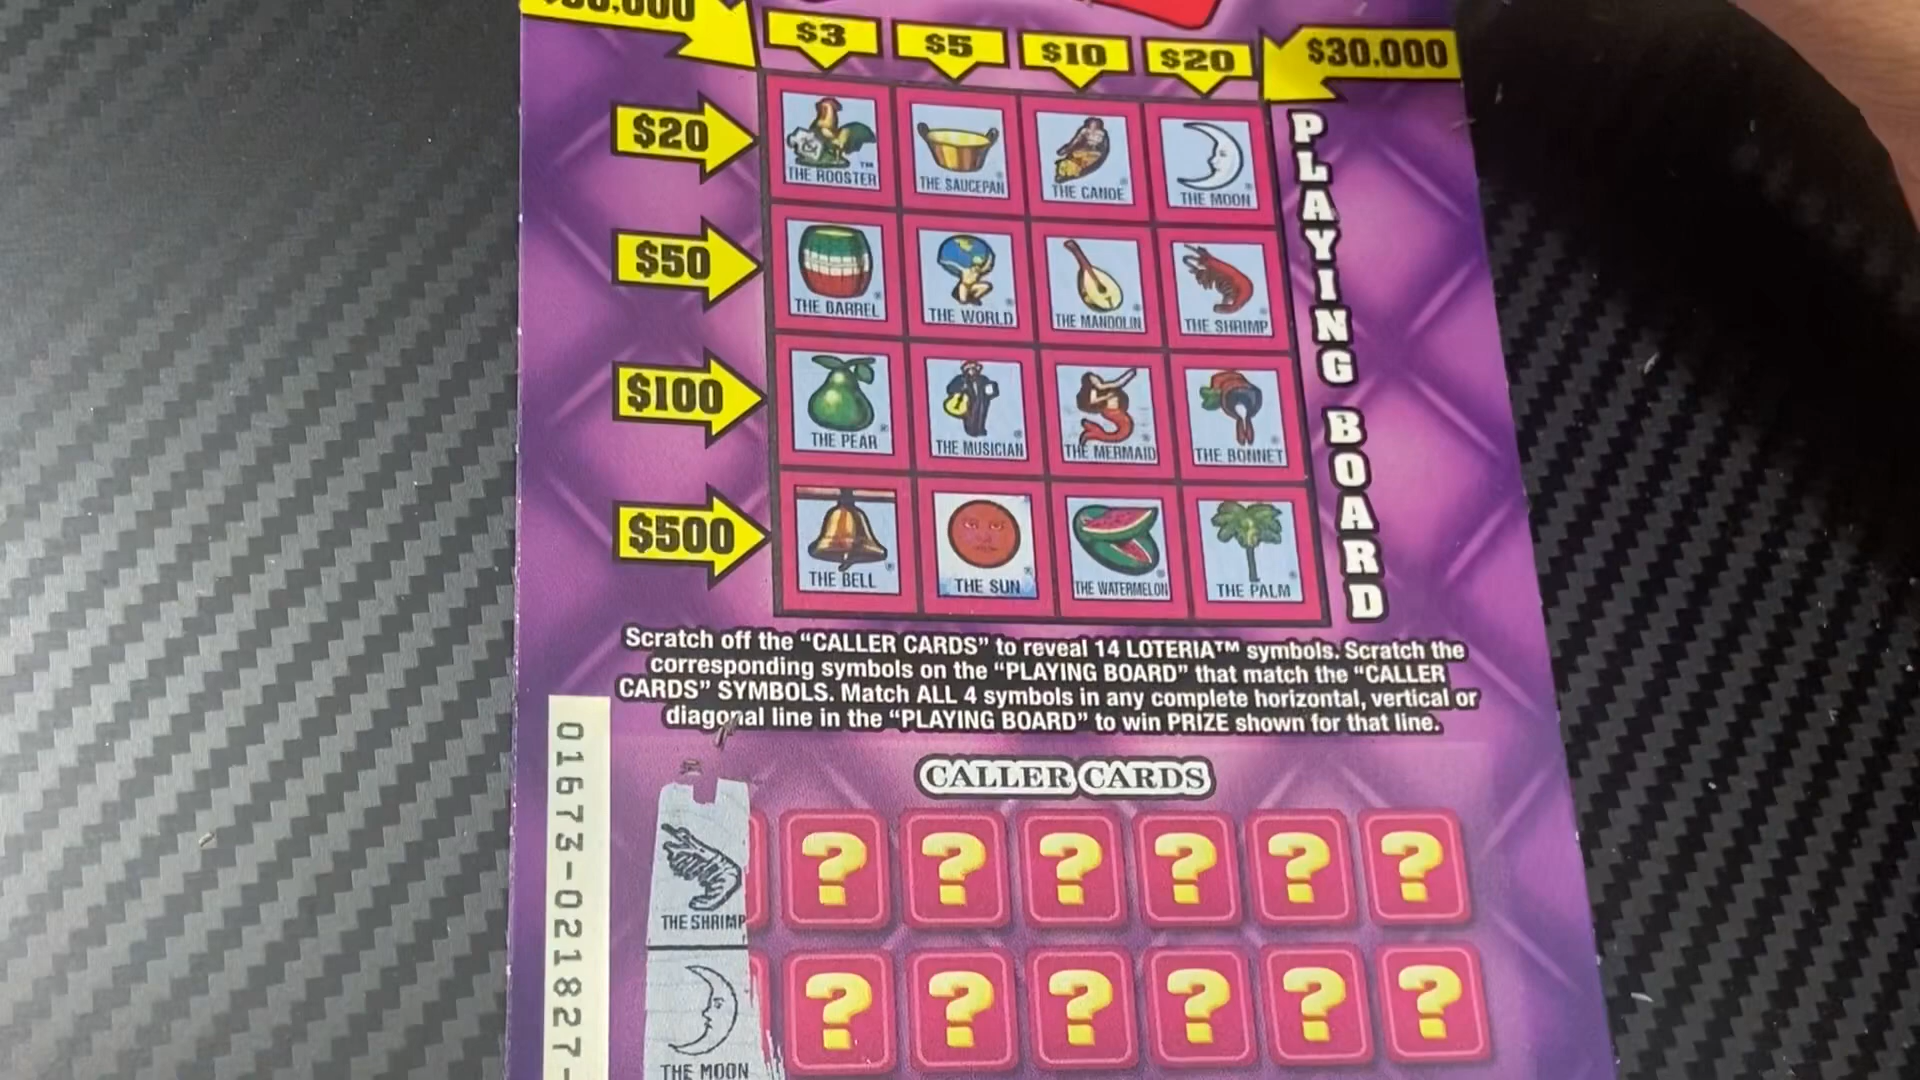 $3 $5 $10 $20 $30,000
$20
THE ROOSTER™ THE SAUCEPAN THE CANOE THE MOON
$50
THE BARREL THE WORLD THE MANDOLIN THE SHRIMP
$100
THE PEAR THE MUSICIAN THE MERMAID THE BONNET
$500
THE BELL THE SUN THE WATERMELON THE PALM
PLAYING BOARD
Scratch off the “CALLER CARDS” to reveal 14 LOTERIA™ symbols. Scratch the
corresponding symbols on the “PLAYING BOARD” that match the “CALLER
CARDS” SYMBOLS. Match ALL 4 symbols in any complete horizontal, vertical or
diagonal line in the “PLAYING BOARD” to win PRIZE shown for that line.
CALLER CARDS
THE SHRIMP ? ? ? ? ? ?
THE MOON ? ? ? ? ? ?
01673-021827-